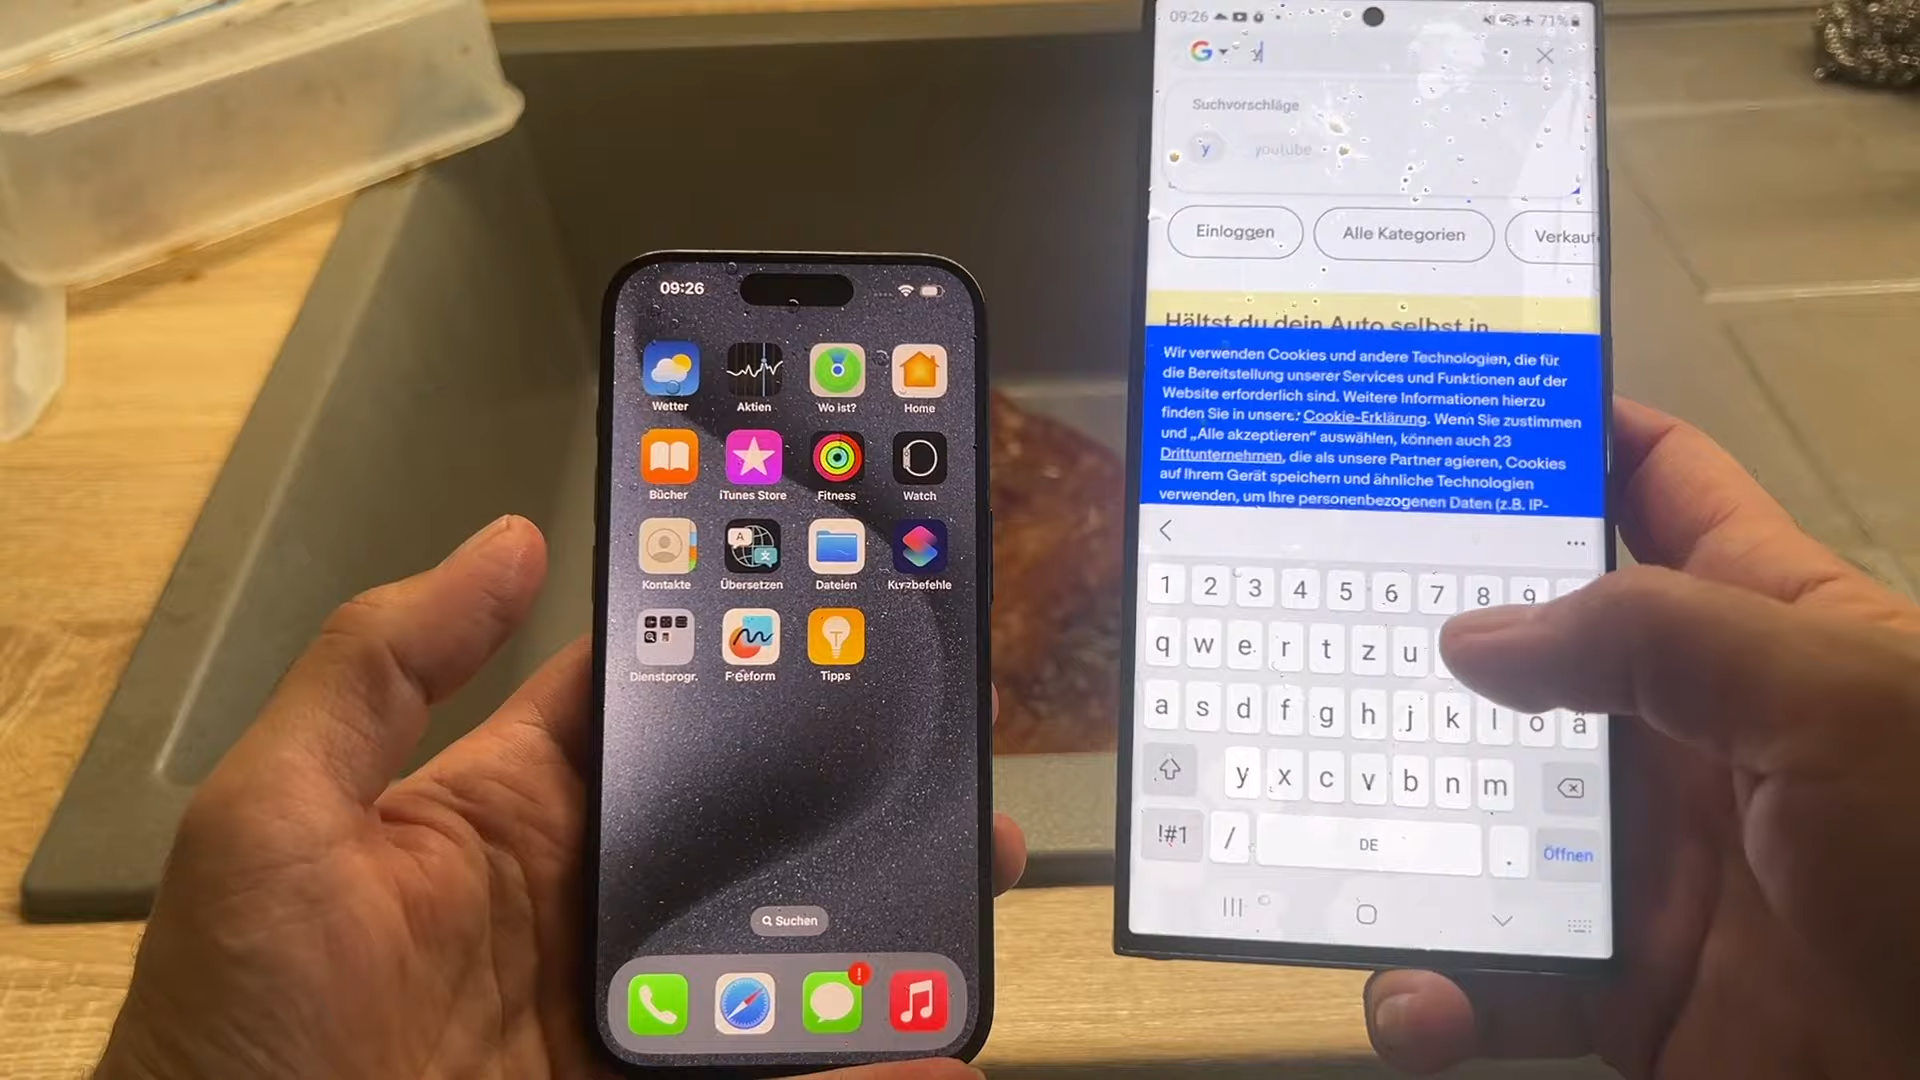 09:26
Wetter
Aktien
Wo ist?
Home
Bücher
iTunes Store
Fitness
Watch
Kontakte
Übersetzen
Dateien
Kurzbefehle
Dienstprogr.
Freeform
Tipps
Suchen
09:26
71%
G
y
Suchvorschläge
y youtube
Einloggen
Alle Kategorien
Hältst du dein Auto selbst in
Wir verwenden Cookies und andere Technologien, die für
die Bereitstellung unserer Services und Funktionen auf der
Website erforderlich sind. Weitere Informationen hierzu
finden Sie in unserer Cookie-Erklärung. Wenn Sie zustimmen
und „Alle akzeptieren“ auswählen, können auch 23
Drittunternehmen, die als unsere Partner agieren, Cookies
auf Ihrem Gerät speichern und ähnliche Technologien
verwenden, um Ihre personenbezogenen Daten (z.B. IP-
1 2 3 4 5 6 7 8 9
q w e r t z u
a s d f g h j k l ö ä
y x c v b n m
!#1 / DE .
Öffnen